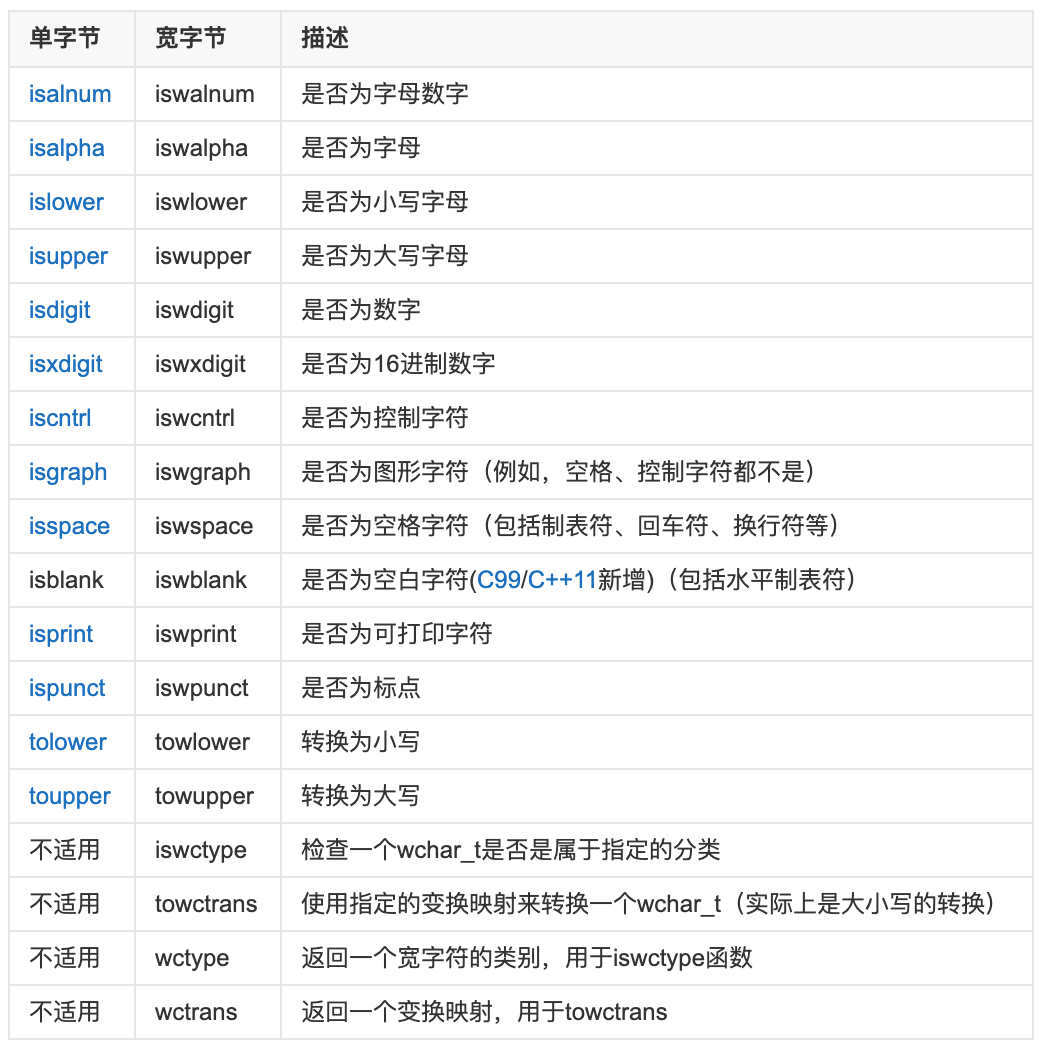 单字节 宽字节 描述
isalnum iswalnum 是否为字母数字
isalpha iswalpha 是否为字母
islower iswlower 是否为小写字母
isupper iswupper 是否为大写字母
isdigit iswdigit 是否为数字
isxdigit iswxdigit 是否为16进制数字
iscntrl iswcntrl 是否为控制字符
isgraph iswgraph 是否为图形字符（例如，空格、控制字符都不是）
isspace iswspace 是否为空格字符（包括制表符、回车符、换行符等）
isblank iswblank 是否为空白字符(C99/C++11新增)（包括水平制表符）
isprint iswprint 是否为可打印字符
ispunct iswpunct 是否为标点
tolower towlower 转换为小写
toupper towupper 转换为大写
不适用 iswctype 检查一个wchar_t是否是属于指定的分类
不适用 towctrans 使用指定的变换映射来转换一个wchar_t（实际上是大小写的转换）
不适用 wctype 返回一个宽字符的类别，用于iswctype函数
不适用 wctrans 返回一个变换映射，用于towctrans